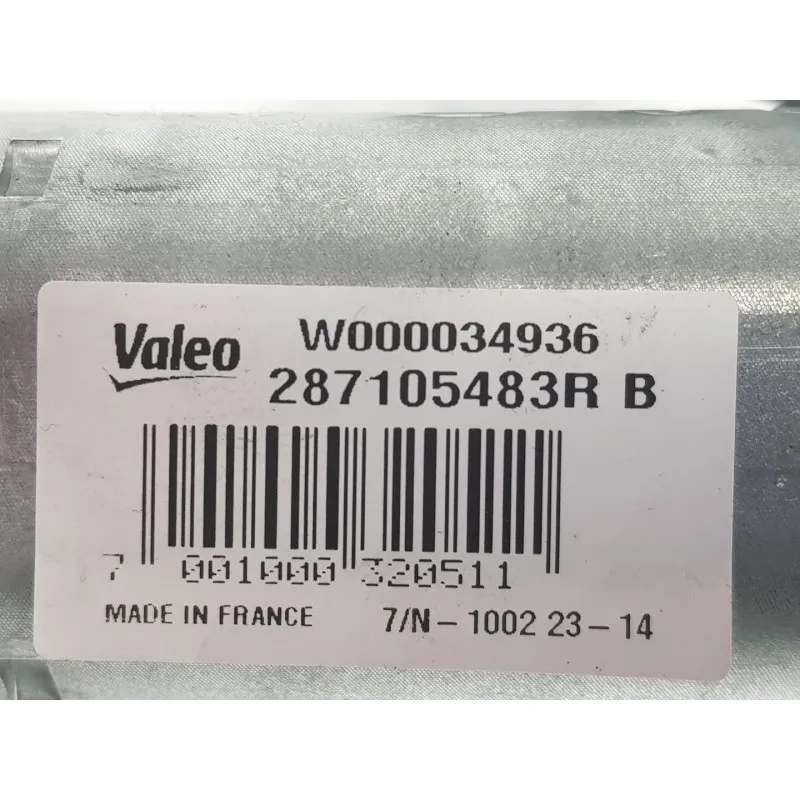 Valeo W000034936
287105483R B
7 001000 320511
MADE IN FRANCE 7/N-1002 23-14